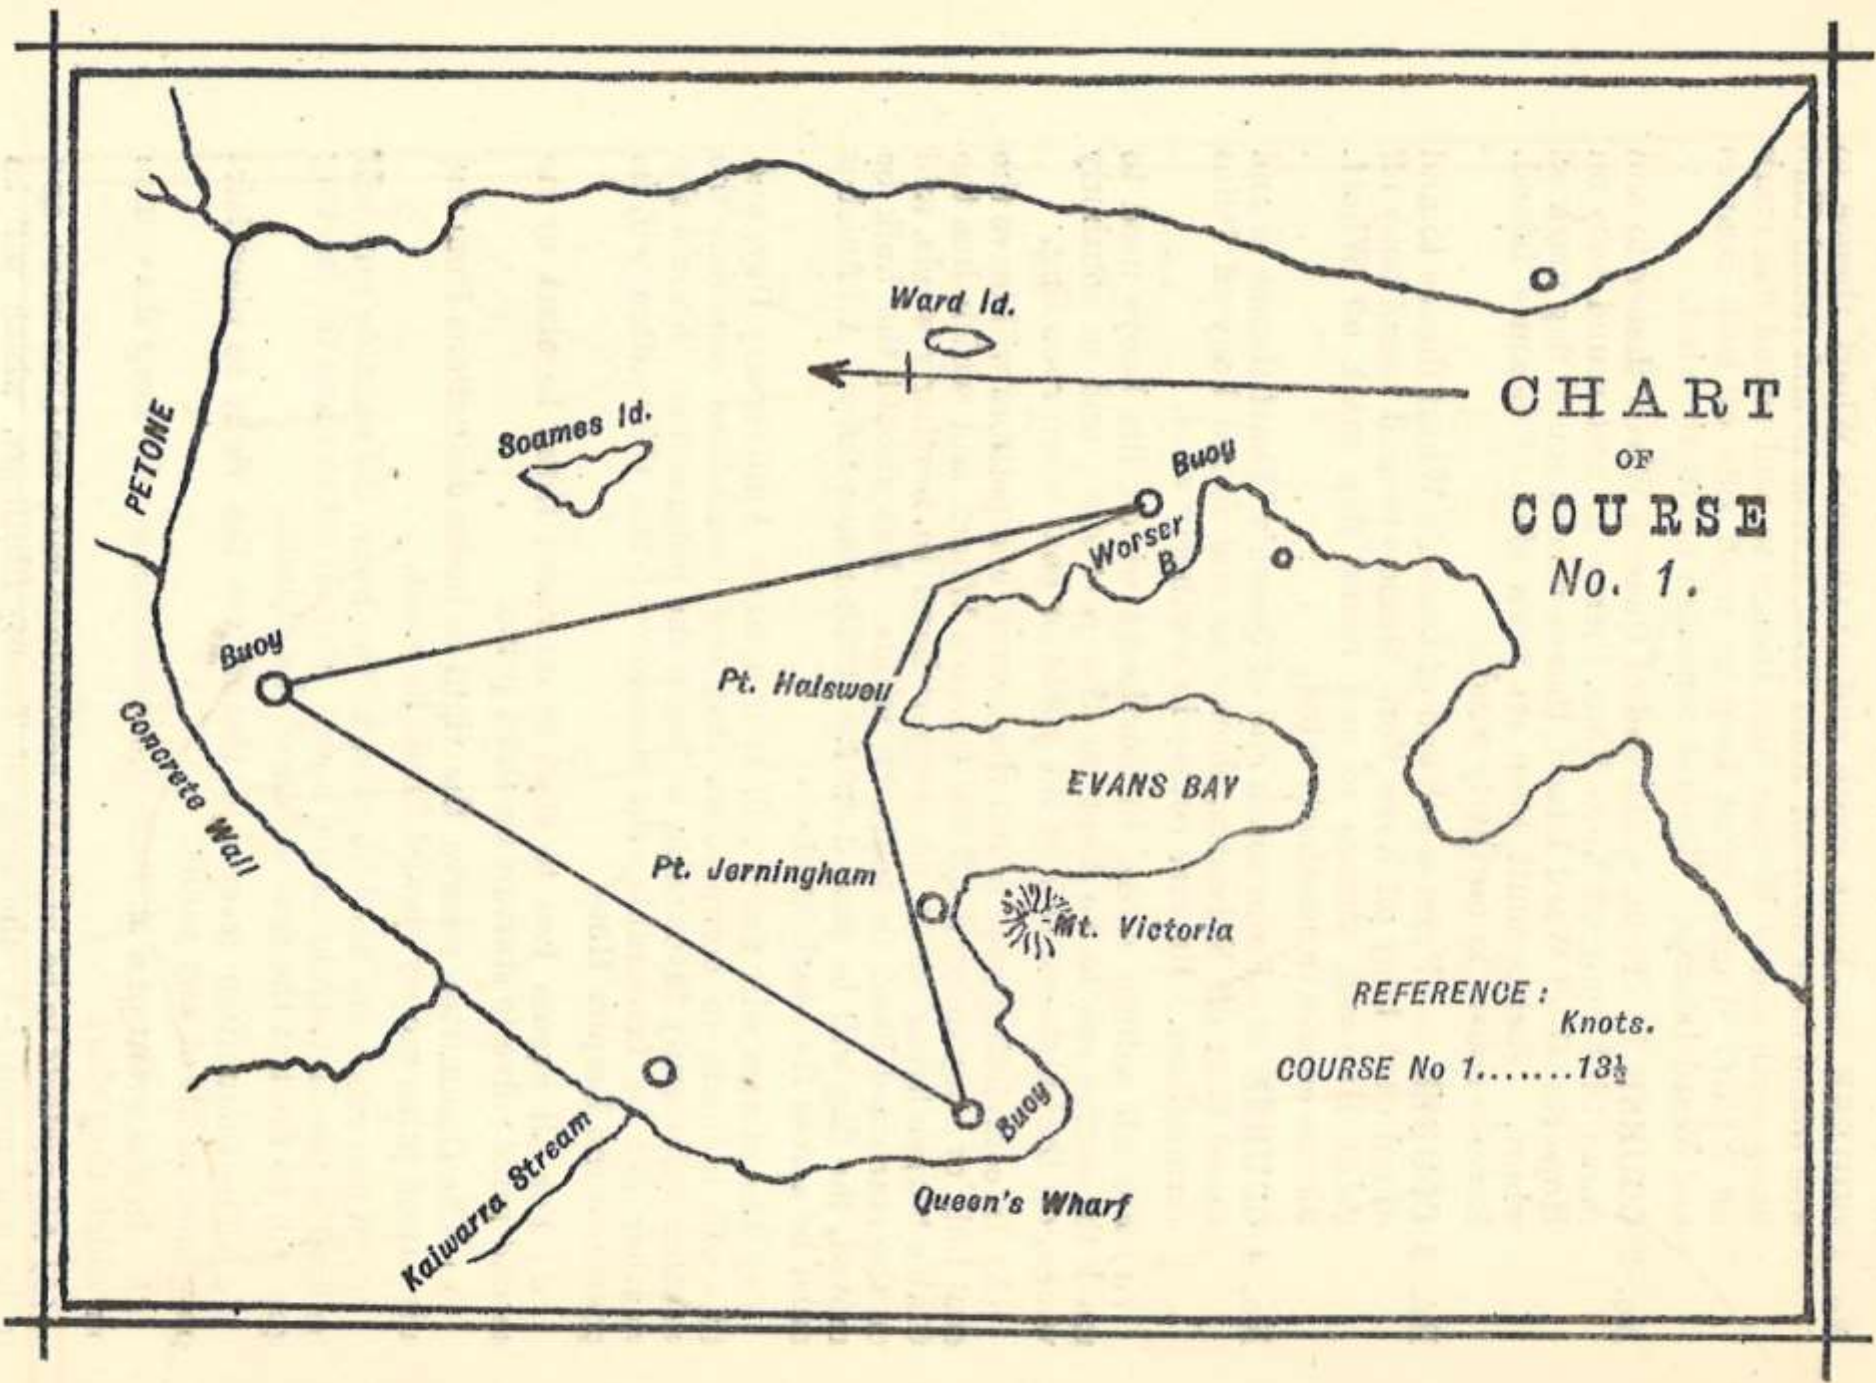 Ward Id.
CHART
OF
COURSE
No. 1.
Soames Id.
PETONE
Buoy
Worser
B
Buoy
Pt. Halswell
Concrete Wall
EVANS BAY
Pt. Jerningham
Mt. Victoria
REFERENCE:
Knots.
COURSE No 1.......13½
Buoy
Kaiwarra Stream
Queen's Wharf